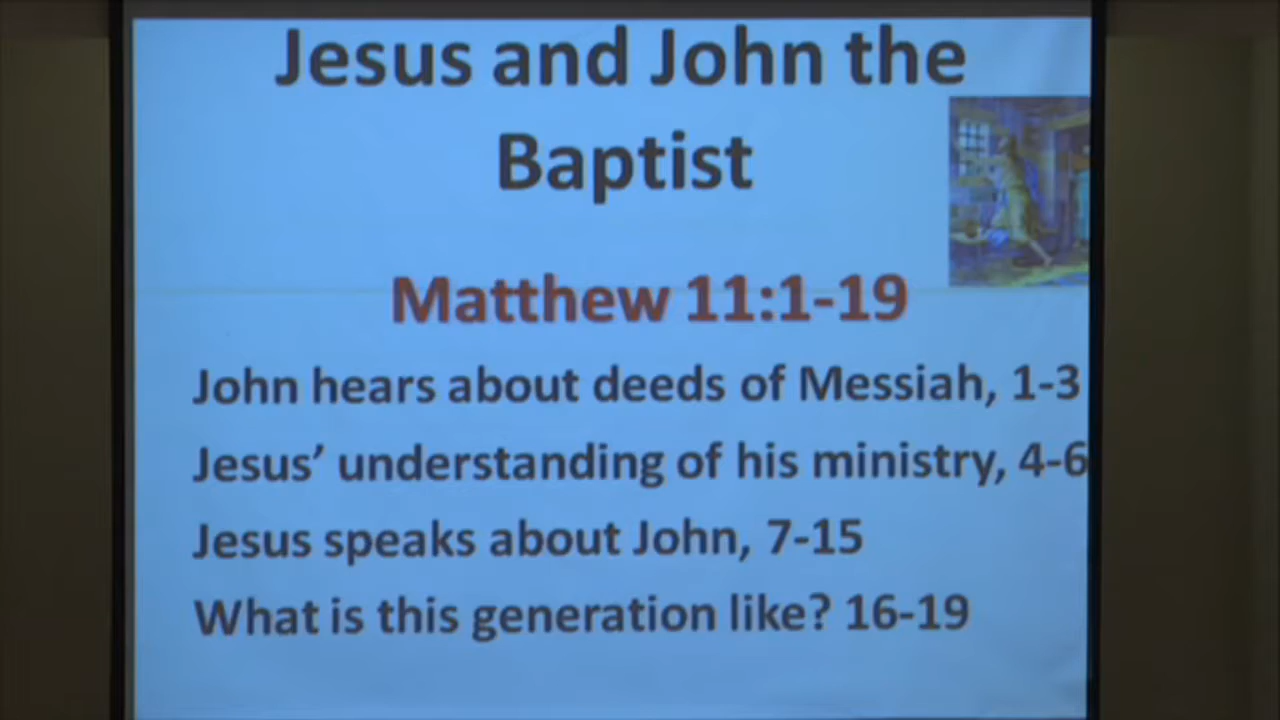 Jesus and John the
Baptist
Matthew 11:1-19
John hears about deeds of Messiah, 1-3
Jesus’ understanding of his ministry, 4-6
Jesus speaks about John, 7-15
What is this generation like? 16-19